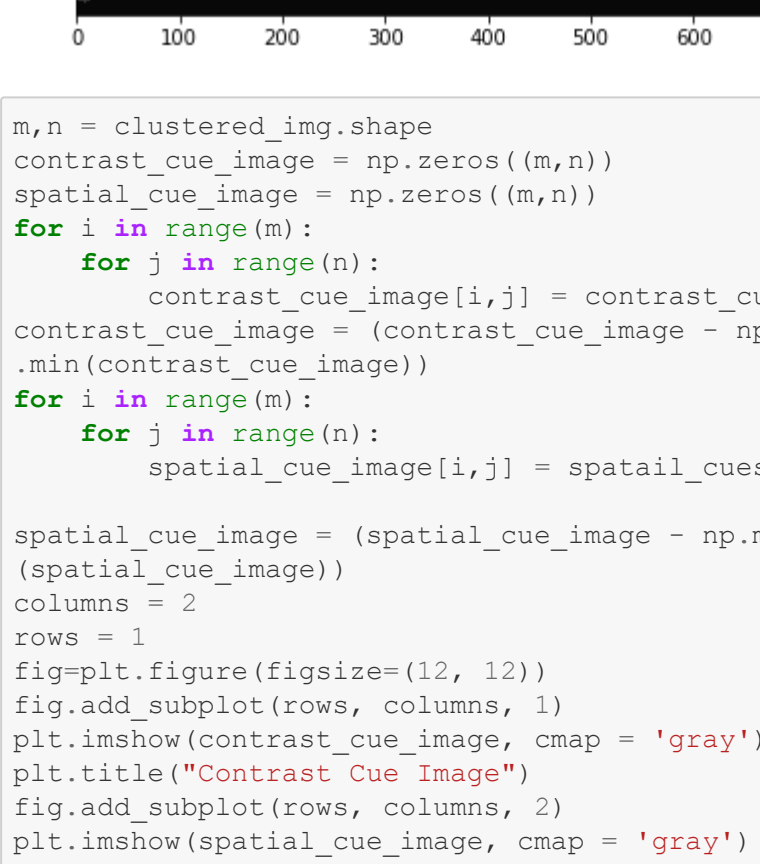 0 100 200 300 400 500 600
m,n = clustered_img.shape
contrast_cue_image = np.zeros((m,n))
spatial_cue_image = np.zeros((m,n))
for i in range(m):
    for j in range(n):
        contrast_cue_image[i,j] = contrast_cu
contrast_cue_image = (contrast_cue_image - np
.min(contrast_cue_image))
for i in range(m):
    for j in range(n):
        spatial_cue_image[i,j] = spatail_cues
spatial_cue_image = (spatial_cue_image - np.m
(spatial_cue_image))
columns = 2
rows = 1
fig=plt.figure(figsize=(12, 12))
fig.add_subplot(rows, columns, 1)
plt.imshow(contrast_cue_image, cmap = 'gray')
plt.title("Contrast Cue Image")
fig.add_subplot(rows, columns, 2)
plt.imshow(spatial_cue_image, cmap = 'gray')